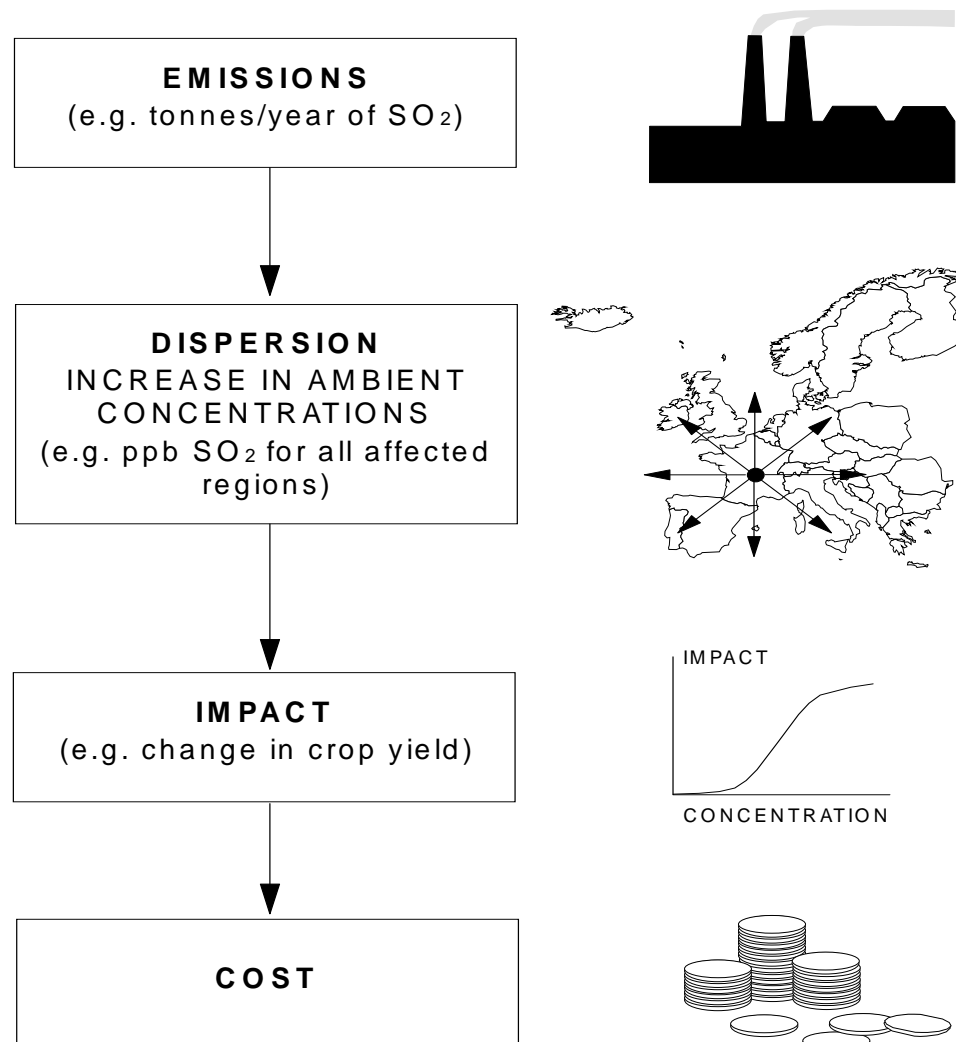 EMISSIONS
(e.g. tonnes/year of SO₂)
DISPERSION
INCREASE IN AMBIENT
CONCENTRATIONS
(e.g. ppb SO₂ for all affected
regions)
IMPACT
(e.g. change in crop yield)
IMPACT
CONCENTRATION
COST